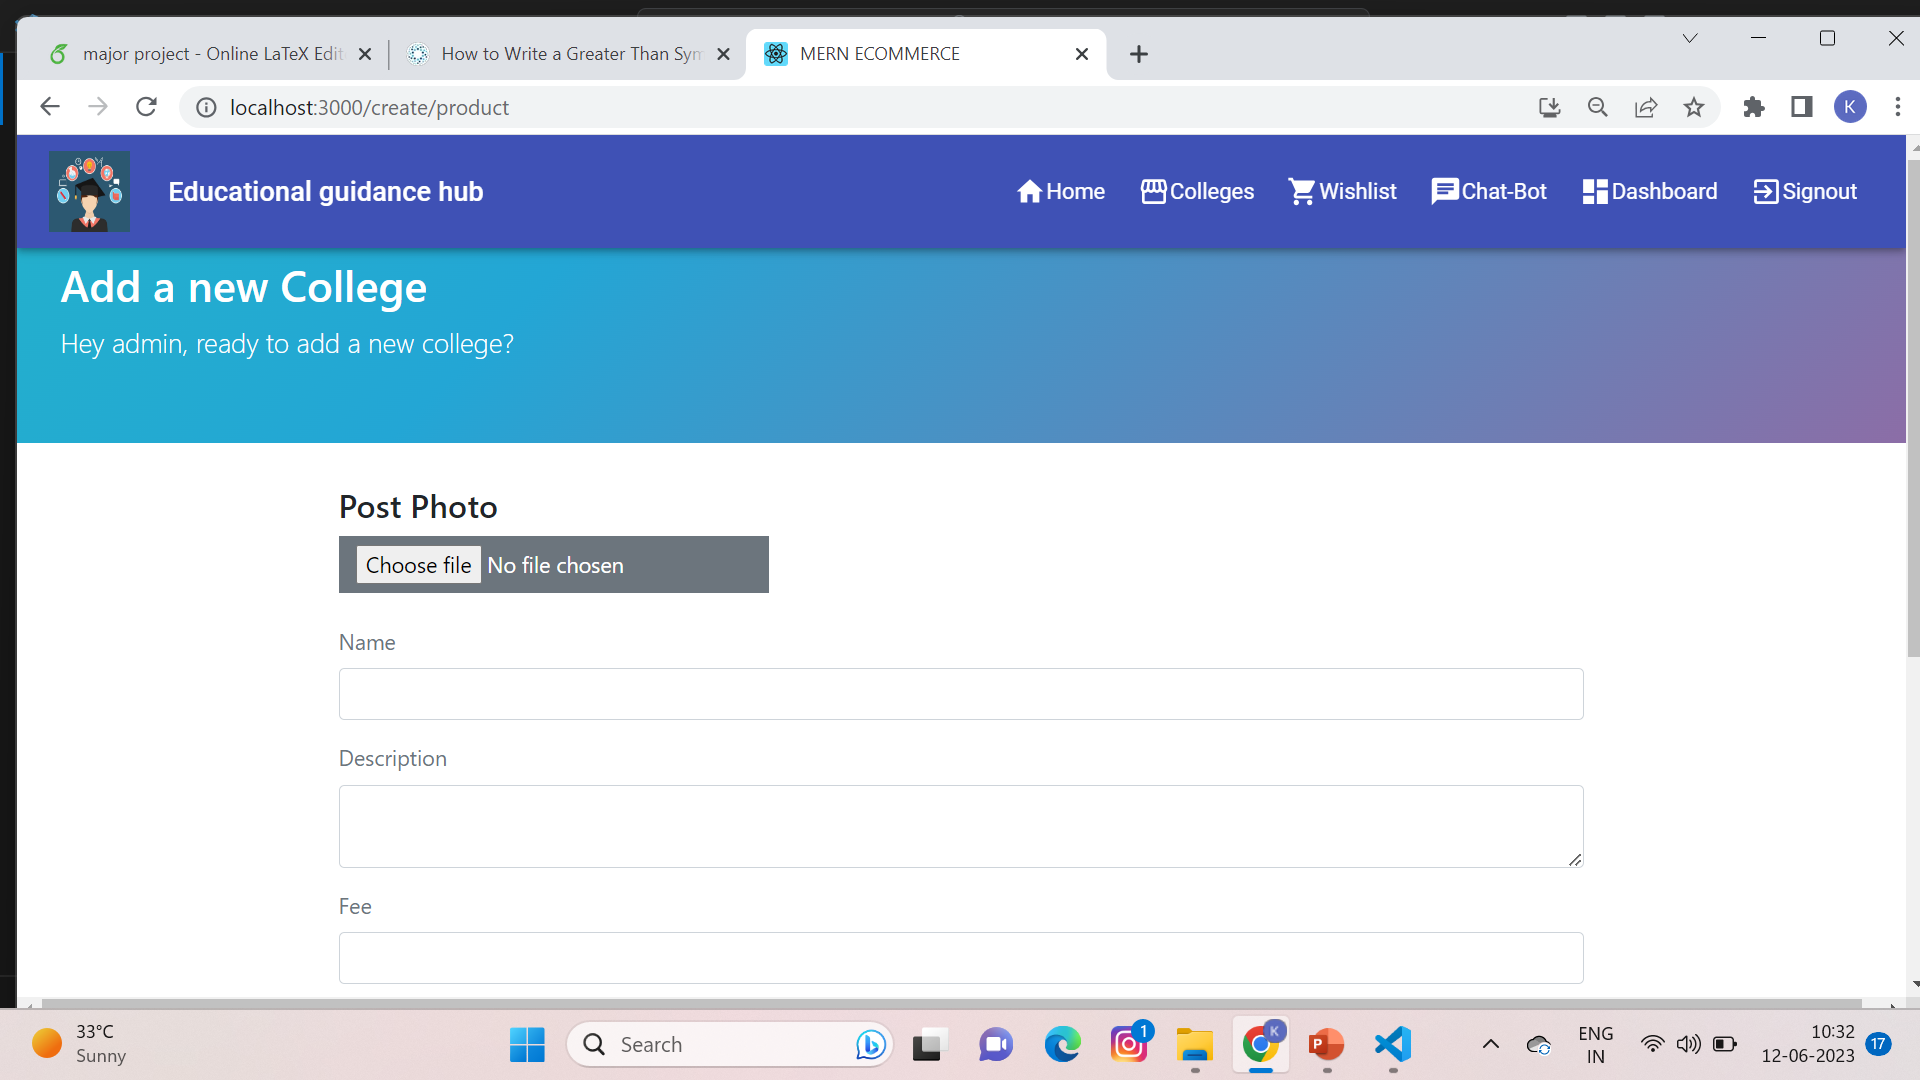 major project - Online LaTeX Edit
How to Write a Greater Than Sym
MERN ECOMMERCE
localhost:3000/create/product
K
Educational guidance hub
Home
Colleges
Wishlist
Chat-Bot
Dashboard
Signout
Add a new College
Hey admin, ready to add a new college?
Post Photo
Choose file No file chosen
Name
Description
Fee
33°C
Sunny
Search
1
K
P
ENG
IN
10:32
12-06-2023
17